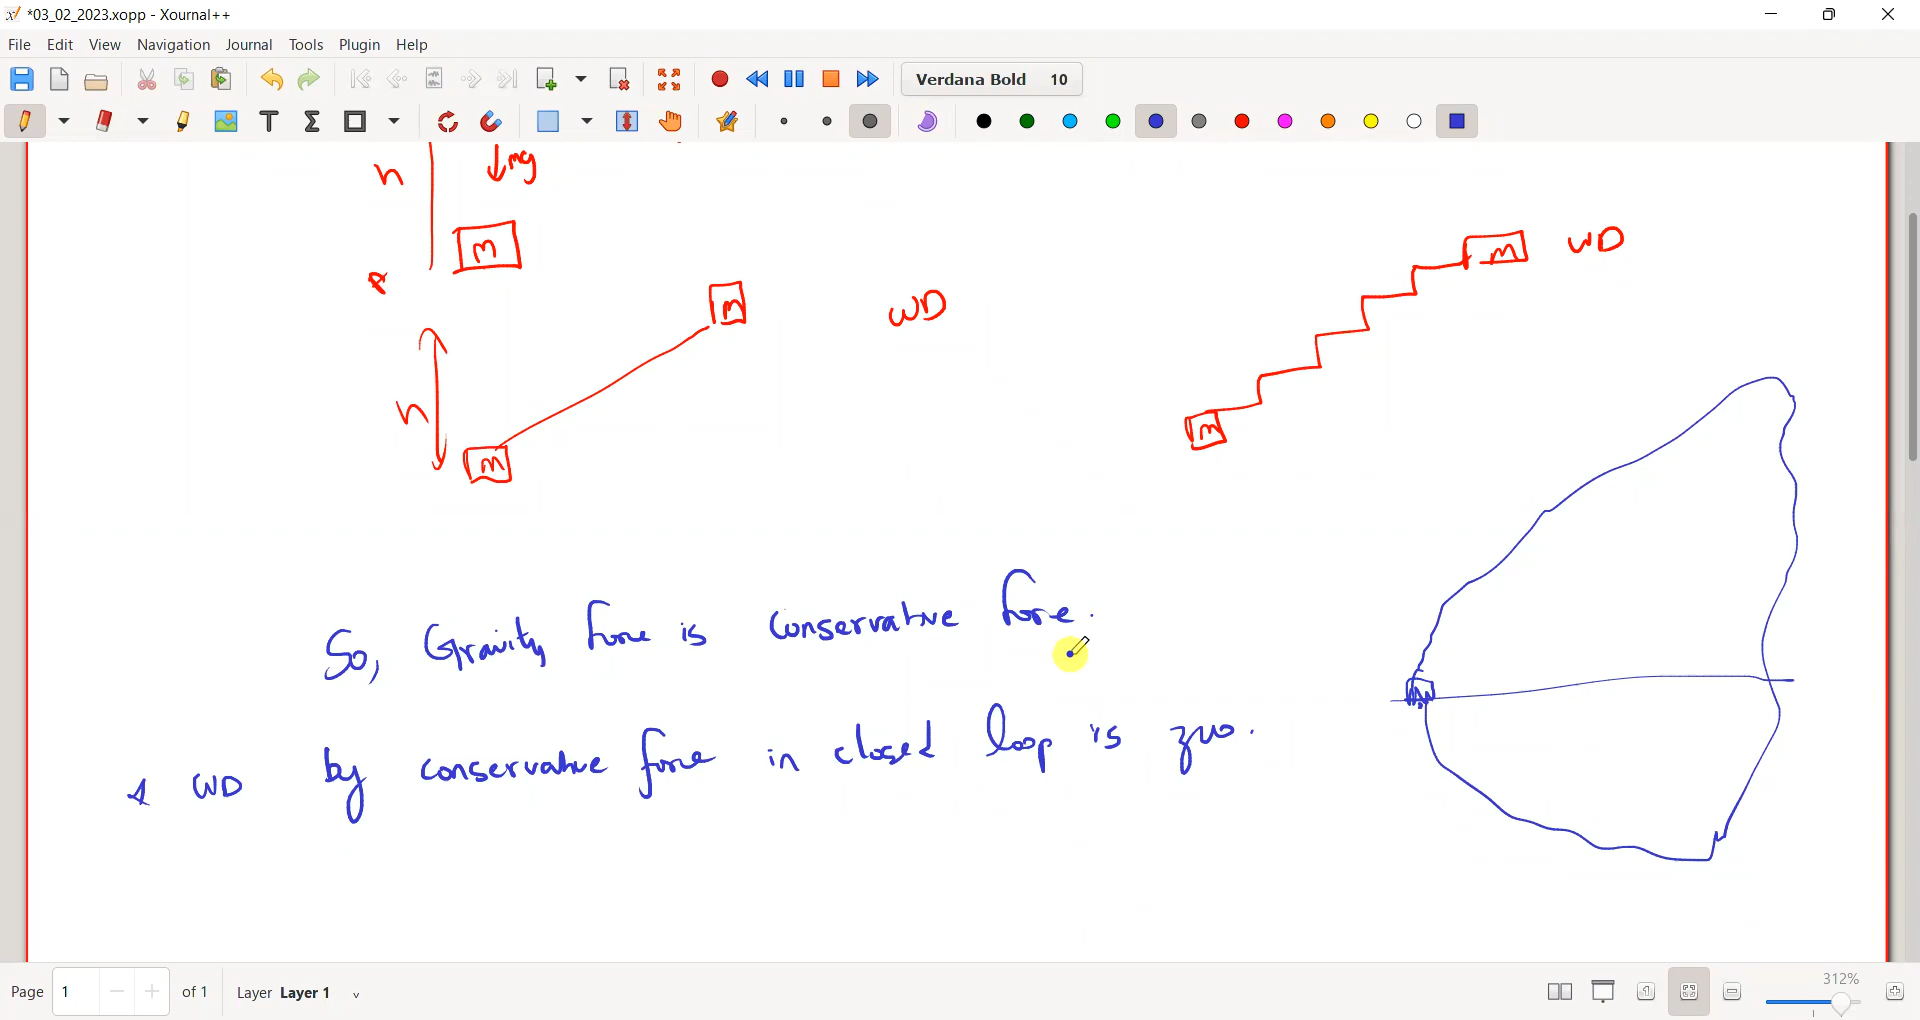 *03_02_2023.xopp - Xournal++
File Edit View Navigation Journal Tools Plugin Help
Verdana Bold 10
h ↓mg
m
m WD
m WD
h
m
m
So, Gravity force is conservative force.
& WD by conservative force in closed loop is zero.
m
312%
Page 1 of 1 Layer Layer 1